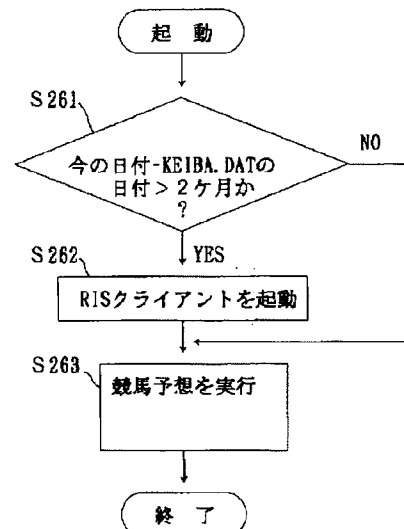 起 動
S261
NO
今の日付-KEIBA.DATの
日付＞2ケ月か
?
S262
YES
RISクライアントを起動
S263
競馬予想を実行
終 了